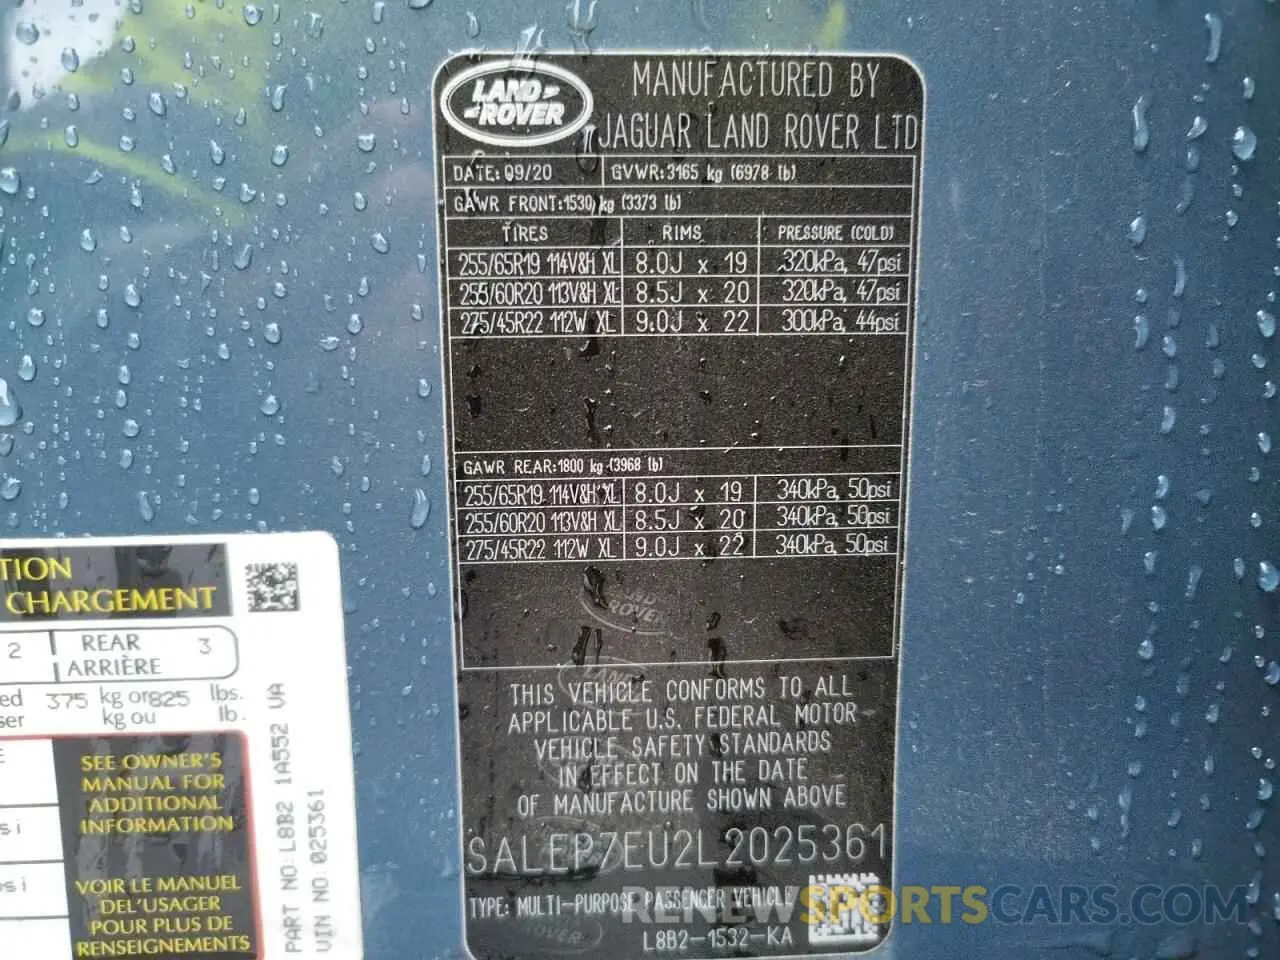 LAND ROVER
MANUFACTURED BY
JAGUAR LAND ROVER LTD
DATE: 09/20 GVWR:3165 kg (6978 lb)
GAWR FRONT:1530 kg (3373 lb)
TIRES RIMS PRESSURE (COLD)
255/65R19 114V&H XL 8.0J x 19 320kPa, 47psi
255/60R20 113V&H XL 8.5J x 20 320kPa, 47psi
275/45R22 112W XL 9.0J x 22 300kPa, 44psi
GAWR REAR:1800 kg (3968 lb)
255/65R19 114V&H XL 8.0J x 19 340kPa, 50psi
255/60R20 113V&H XL 8.5J x 20 340kPa, 50psi
275/45R22 112W XL 9.0J x 22 340kPa, 50psi
THIS VEHICLE CONFORMS TO ALL
APPLICABLE U.S. FEDERAL MOTOR
VEHICLE SAFETY STANDARDS
IN EFFECT ON THE DATE
OF MANUFACTURE SHOWN ABOVE
SALEP7EU2L2025361
TYPE: MULTI-PURPOSE PASSENGER VEHICLE
L8B2-1532-KA
TION
CHARGEMENT
2 REAR 3
ARRIÈRE
ed 375 kg or 825 lbs.
ser kg ou lb.
SEE OWNER'S
MANUAL FOR
ADDITIONAL
INFORMATION
VOIR LE MANUEL
DEL'USAGER
POUR PLUS DE
RENSEIGNEMENTS
PART NO:L8B2 1A552 VA
VIN NO:025361
RENEWSPORTSCARS.COM